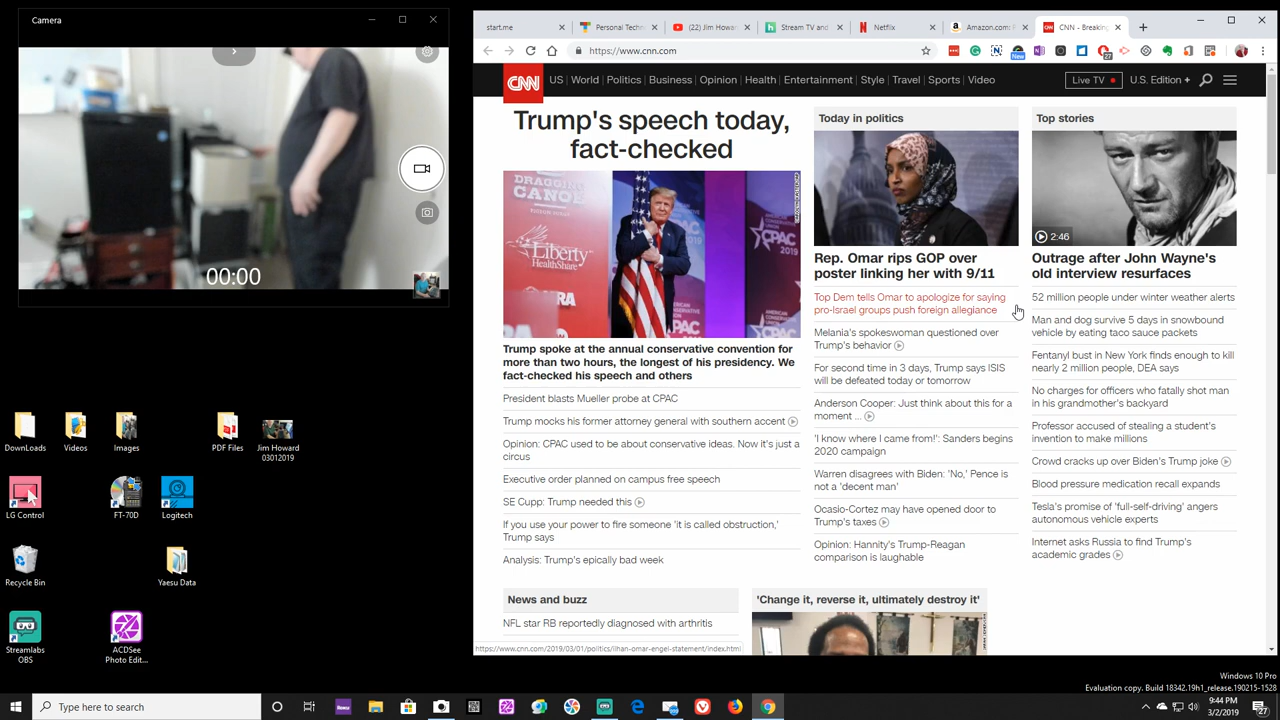 Camera
00:00
DownLoads
Videos
Images
PDF Files
Jim Howard
03012019
LG Control
FT-70D
Logitech
Recycle Bin
Yaesu Data
Streamlabs
OBS
ACDSee
Photo Edit...
start.me
Personal Techn
(22) Jim Howa
Stream TV and
Netflix
Amazon.com:
CNN - Breaking
https://www.cnn.com
CNN
US World Politics Business Opinion Health Entertainment Style Travel Sports Video
Live TV
U.S. Edition +
Trump's speech today,
fact-checked
DRAGGING
CANOE
Liberty
HealthShare
CPAC
2019
Trump spoke at the annual conservative convention for
more than two hours, the longest of his presidency. We
fact-checked his speech and others
President blasts Mueller probe at CPAC
Trump mocks his former attorney general with southern accent
Opinion: CPAC used to be about conservative ideas. Now it's just a
circus
Executive order planned on campus free speech
SE Cupp: Trump needed this
If you use your power to fire someone 'it is called obstruction,'
Trump says
Analysis: Trump's epically bad week
News and buzz
NFL star RB reportedly diagnosed with arthritis
Today in politics
Rep. Omar rips GOP over
poster linking her with 9/11
Top Dem tells Omar to apologize for saying
pro-Israel groups push foreign allegiance
Melania's spokeswoman questioned over
Trump's behavior
For second time in 3 days, Trump says ISIS
will be defeated today or tomorrow
Anderson Cooper: Just think about this for a
moment ...
'I know where I came from!': Sanders begins
2020 campaign
Warren disagrees with Biden: 'No,' Pence is
not a 'decent man'
Ocasio-Cortez may have opened door to
Trump's taxes
Opinion: Hannity's Trump-Reagan
comparison is laughable
'Change it, reverse it, ultimately destroy it'
Top stories
2:46
Outrage after John Wayne's
old interview resurfaces
52 million people under winter weather alerts
Man and dog survive 5 days in snowbound
vehicle by eating taco sauce packets
Fentanyl bust in New York finds enough to kill
nearly 2 million people, DEA says
No charges for officers who fatally shot man
in his grandmother's backyard
Professor accused of stealing a student's
invention to make millions
Crowd cracks up over Biden's Trump joke
Blood pressure medication recall expands
Tesla's promise of 'full-self-driving' angers
autonomous vehicle experts
Internet asks Russia to find Trump's
academic grades
https://www.cnn.com/2019/03/01/politics/ilhan-omar-engel-statement/index.html
Windows 10 Pro
Evaluation copy. Build 18342.19h1_release.190215-1528
Type here to search
9:44 PM
3/2/2019
27